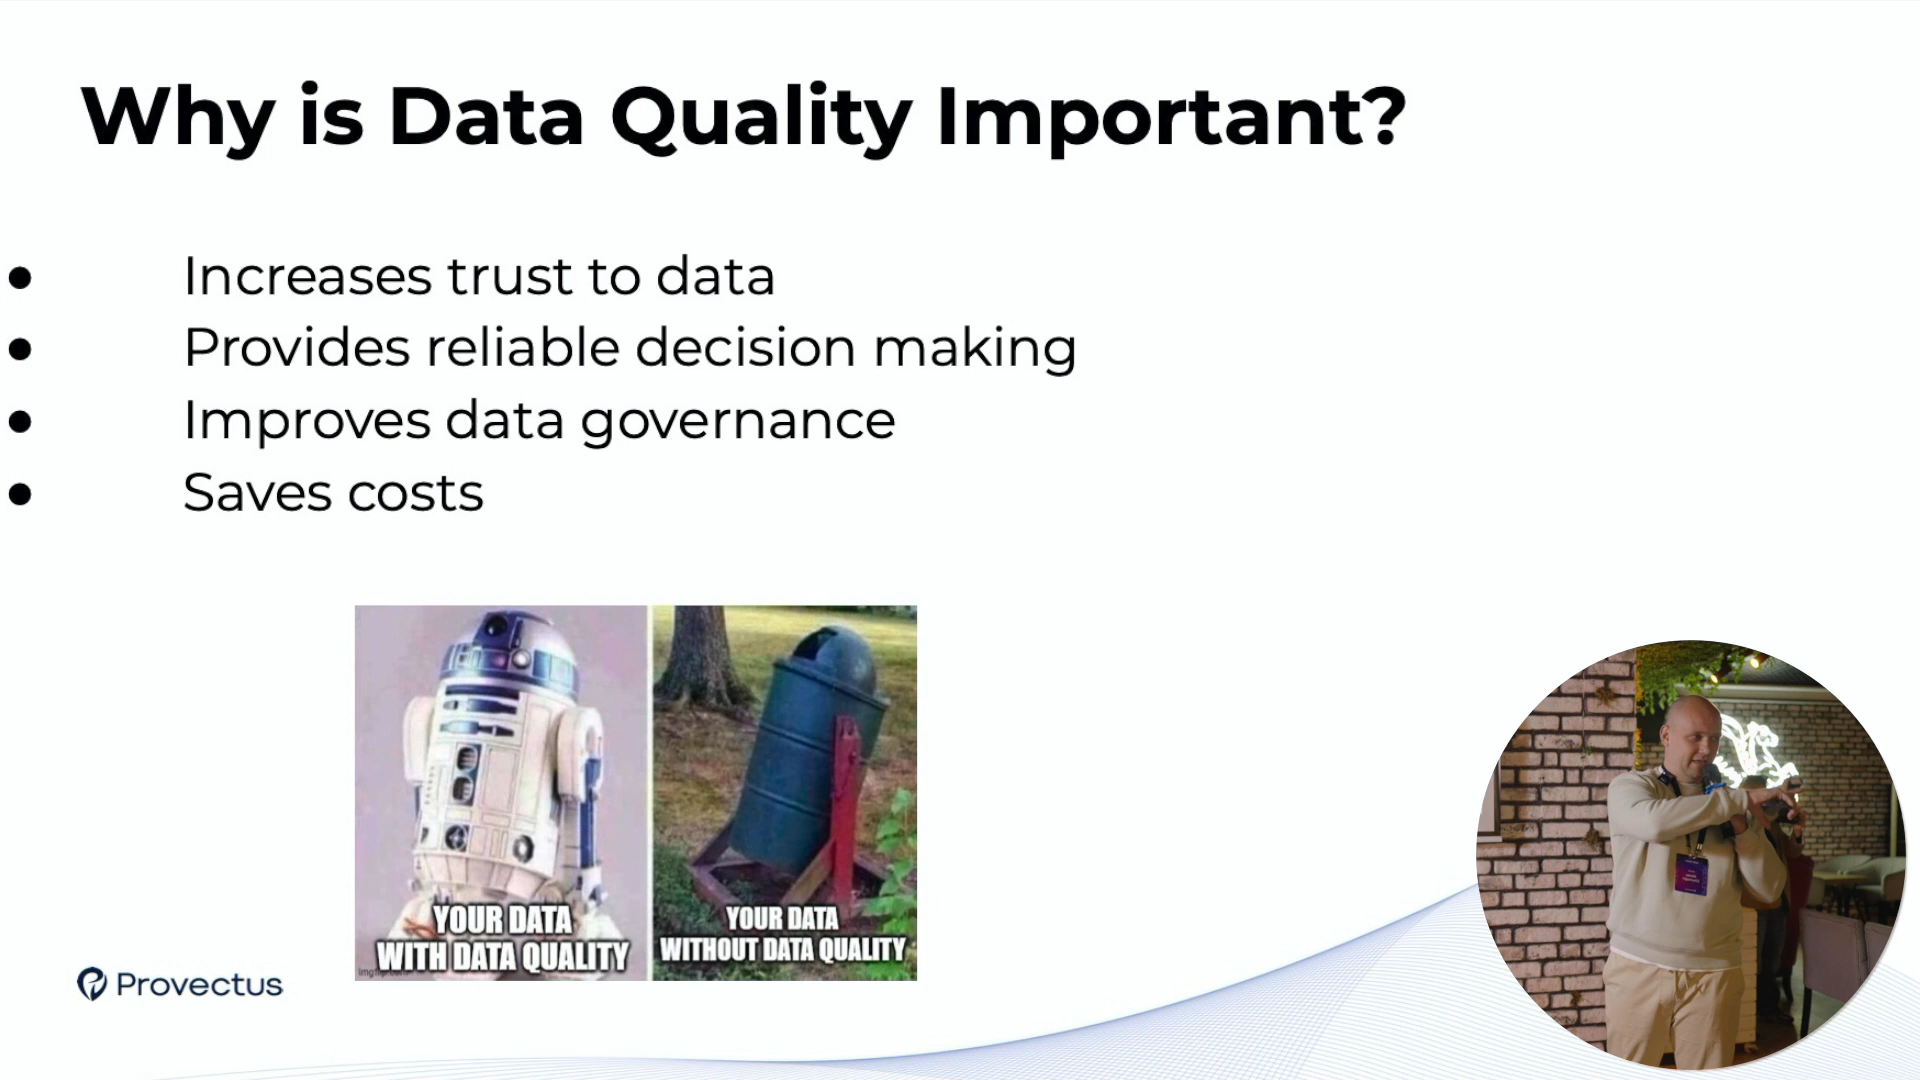 Why is Data Quality Important?
● Increases trust to data
● Provides reliable decision making
● Improves data governance
● Saves costs
YOUR DATA
WITH DATA QUALITY
YOUR DATA
WITHOUT DATA QUALITY
Provectus